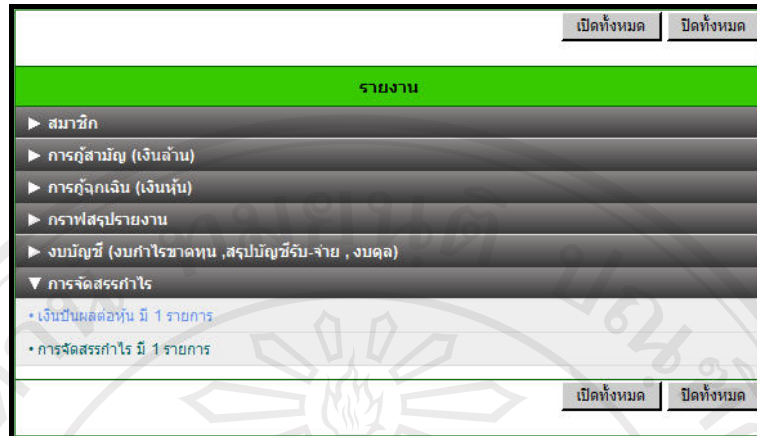 เปิดทั้งหมด ปิดทั้งหมด
รายงาน
▶ สมาชิก
▶ การกู้สามัญ (เงินล้าน)
▶ การกู้ฉุกเฉิน (เงินหุ้น)
▶ กราฟสรุปรายงาน
▶ งบบัญชี (งบกำไรขาดทุน ,สรุปบัญชีรับ-จ่าย , งบดุล)
▼ การจัดสรรกำไร
• เงินปันผลต่อหุ้น มี 1 รายการ
• การจัดสรรกำไร มี 1 รายการ
เปิดทั้งหมด ปิดทั้งหมด